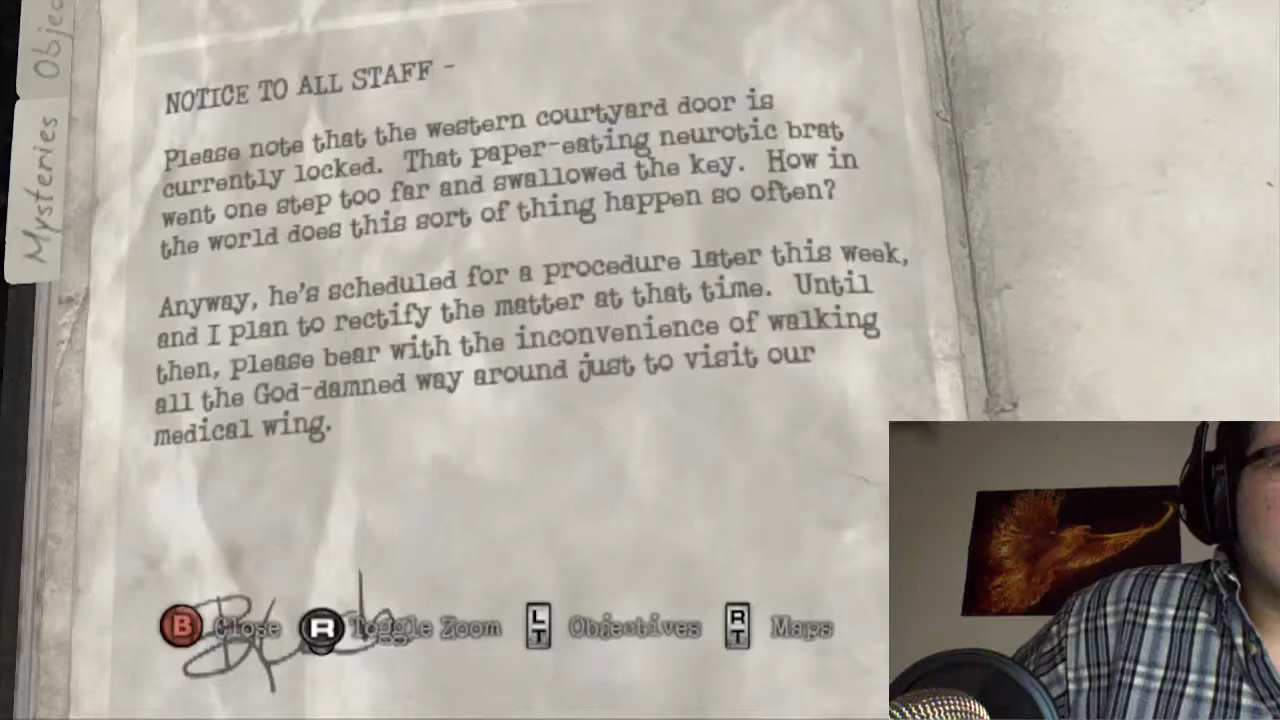 Objec
Mysteries
NOTICE TO ALL STAFF -
Please note that the western courtyard door is
currently locked. That paper-eating neurotic brat
went one step too far and swallowed the key. How in
the world does this sort of thing happen so often?
Anyway, he's scheduled for a procedure later this week,
and I plan to rectify the matter at that time. Until
then, please bear with the inconvenience of walking
all the God-damned way around just to visit our
medical wing.
B Close R Toggle Zoom LT Objectives RT Maps